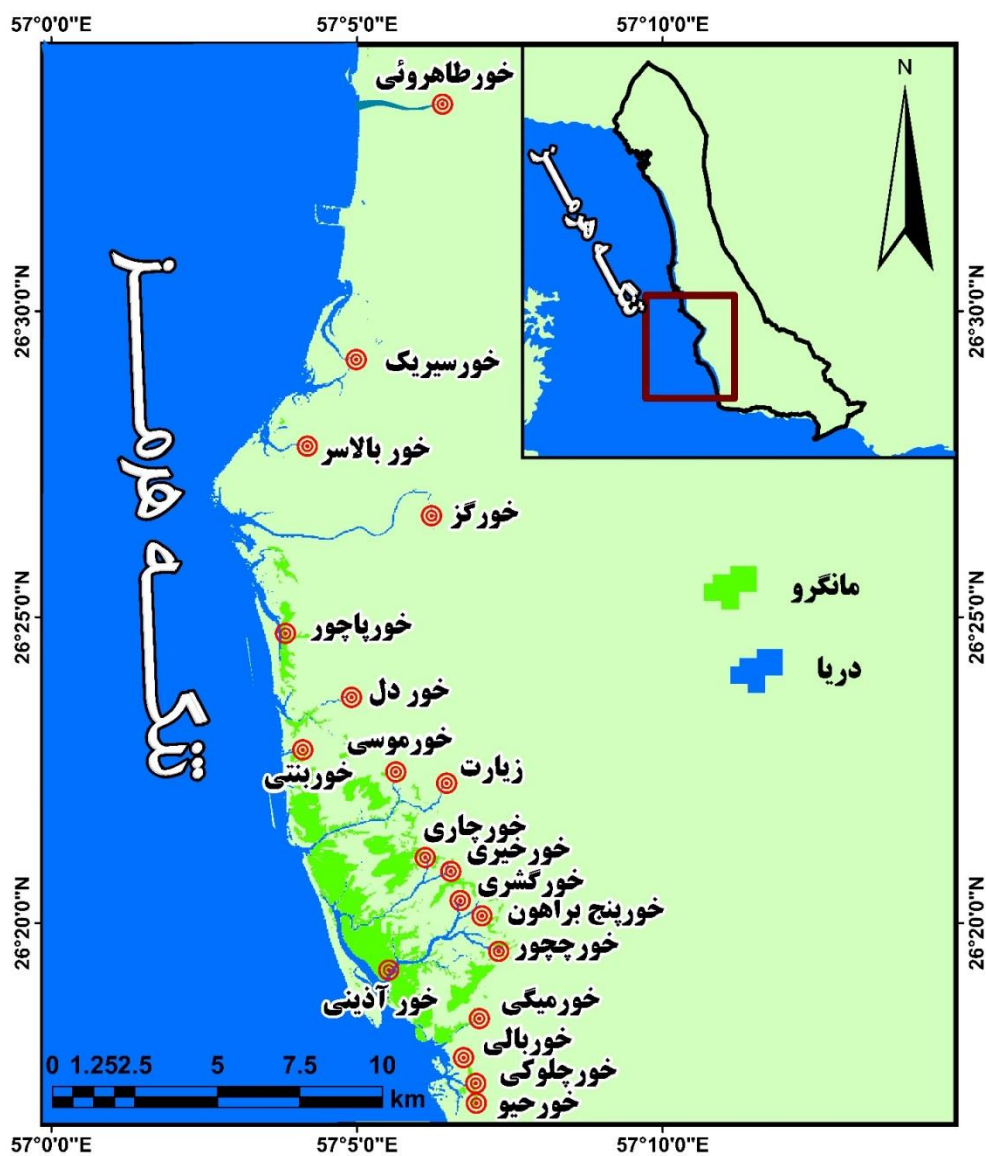 57°0'0"E
57°5'0"E
57°10'0"E
N
خورطاهروئی
تنگه هرمز
26°30'0"N
26°30'0"N
خورسیریک
تنگـــه هرمـــز
خور بالاسر
خورگز
مانگرو
26°25'0"N
26°25'0"N
خورپاچور
دریا
خور دل
خورموسی
زیارت
خوربنتی
خورچاری
خورخیری
خورگشری
خورپنج براهون
26°20'0"N
26°20'0"N
خورچچور
خور آذینی
خورمیگی
خوربالی
خورچلوکی
خورحیو
0 1.25 2.5 5 7.5 10
km
57°0'0"E
57°5'0"E
57°10'0"E